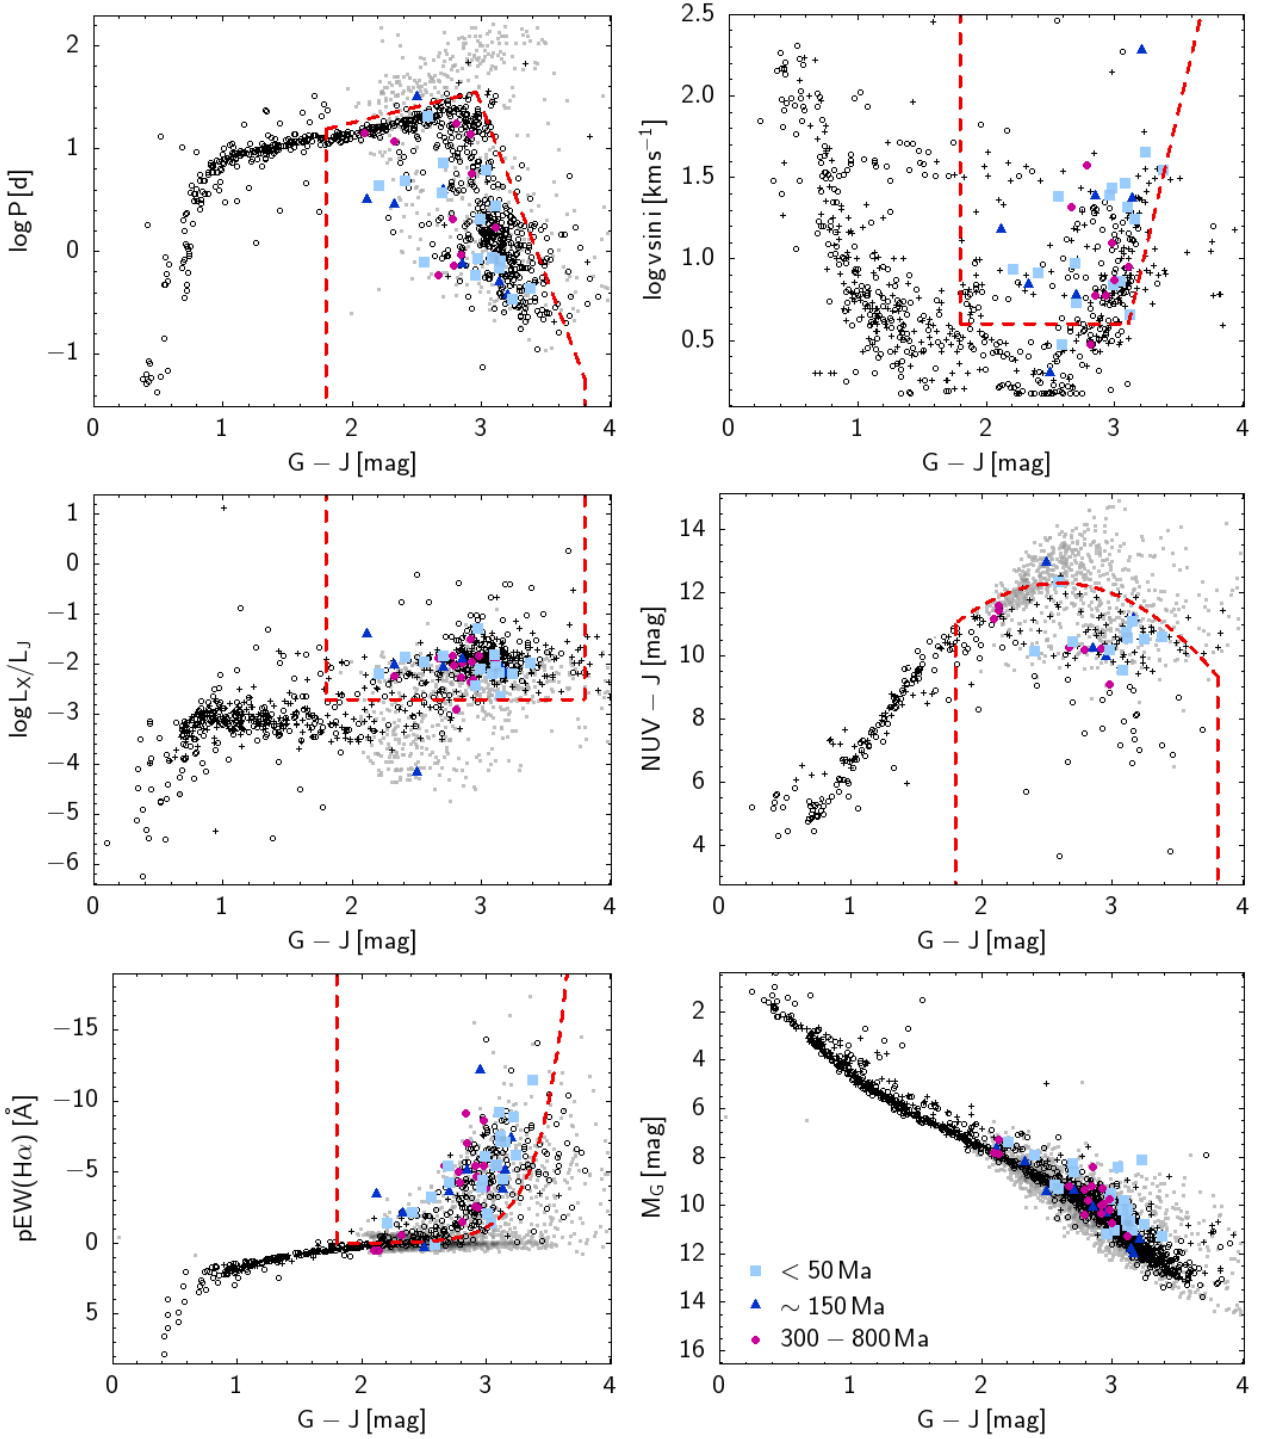 2
1
0
−1
log P [d]
0 1 2 3 4
G − J [mag]
2.5
2.0
1.5
1.0
0.5
log v sin i [km s⁻¹]
0 1 2 3 4
G − J [mag]
1
0
−1
−2
−3
−4
−5
−6
log L_X/L_J
0 1 2 3 4
G − J [mag]
14
12
10
8
6
4
NUV − J [mag]
0 1 2 3 4
G − J [mag]
−15
−10
−5
0
5
pEW(Hα) [Å]
0 1 2 3 4
G − J [mag]
2
4
6
8
10
12
14
16
M_G [mag]
< 50 Ma
∼ 150 Ma
300 − 800 Ma
0 1 2 3 4
G − J [mag]